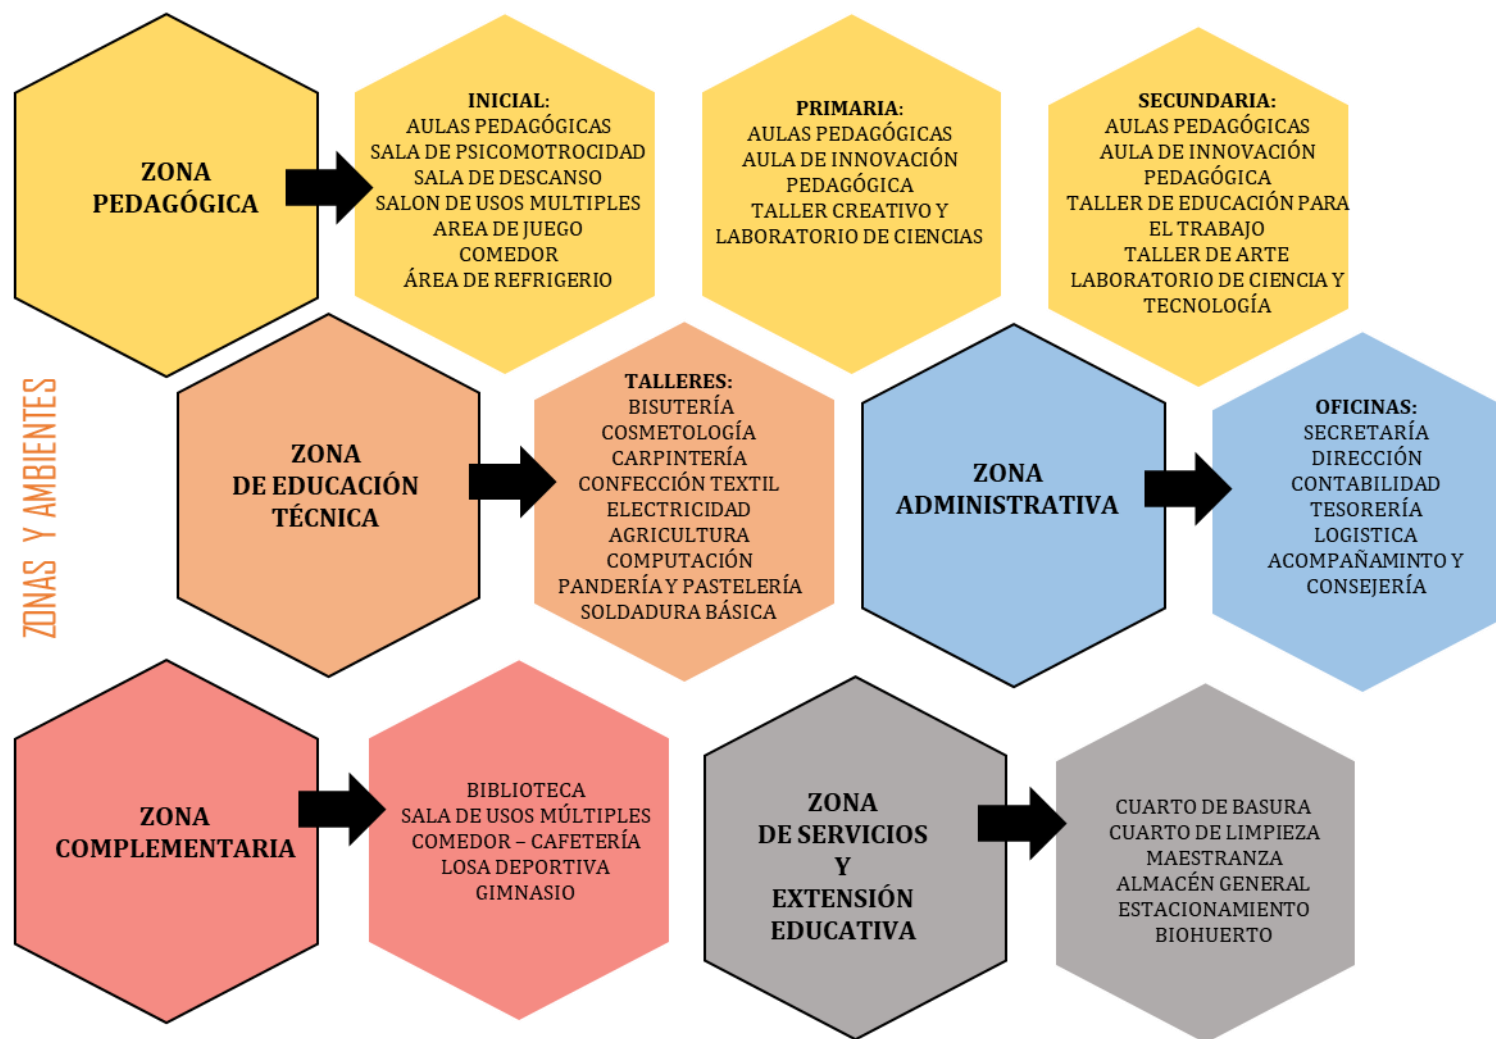 ZONA
PEDAGÓGICA
INICIAL:
AULAS PEDAGÓGICAS
SALA DE PSICOMOTROCIDAD
SALA DE DESCANSO
SALON DE USOS MULTIPLES
AREA DE JUEGO
COMEDOR
ÁREA DE REFRIGERIO
PRIMARIA:
AULAS PEDAGÓGICAS
AULA DE INNOVACIÓN
PEDAGÓGICA
TALLER CREATIVO Y
LABORATORIO DE CIENCIAS
SECUNDARIA:
AULAS PEDAGÓGICAS
AULA DE INNOVACIÓN
PEDAGÓGICA
TALLER DE EDUCACIÓN PARA
EL TRABAJO
TALLER DE ARTE
LABORATORIO DE CIENCIA Y
TECNOLOGÍA
ZONAS Y AMBIENTES
ZONA
DE EDUCACIÓN
TÉCNICA
TALLERES:
BISUTERÍA
COSMETOLOGÍA
CARPINTERÍA
CONFECCIÓN TEXTIL
ELECTRICIDAD
AGRICULTURA
COMPUTACIÓN
PANDERÍA Y PASTELERÍA
SOLDADURA BÁSICA
ZONA
ADMINISTRATIVA
OFICINAS:
SECRETARÍA
DIRECCIÓN
CONTABILIDAD
TESORERÍA
LOGISTICA
ACOMPAÑAMINTO Y
CONSEJERÍA
ZONA
COMPLEMENTARIA
BIBLIOTECA
SALA DE USOS MÚLTIPLES
COMEDOR – CAFETERÍA
LOSA DEPORTIVA
GIMNASIO
ZONA
DE SERVICIOS
Y
EXTENSIÓN
EDUCATIVA
CUARTO DE BASURA
CUARTO DE LIMPIEZA
MAESTRANZA
ALMACÉN GENERAL
ESTACIONAMIENTO
BIOHUERTO